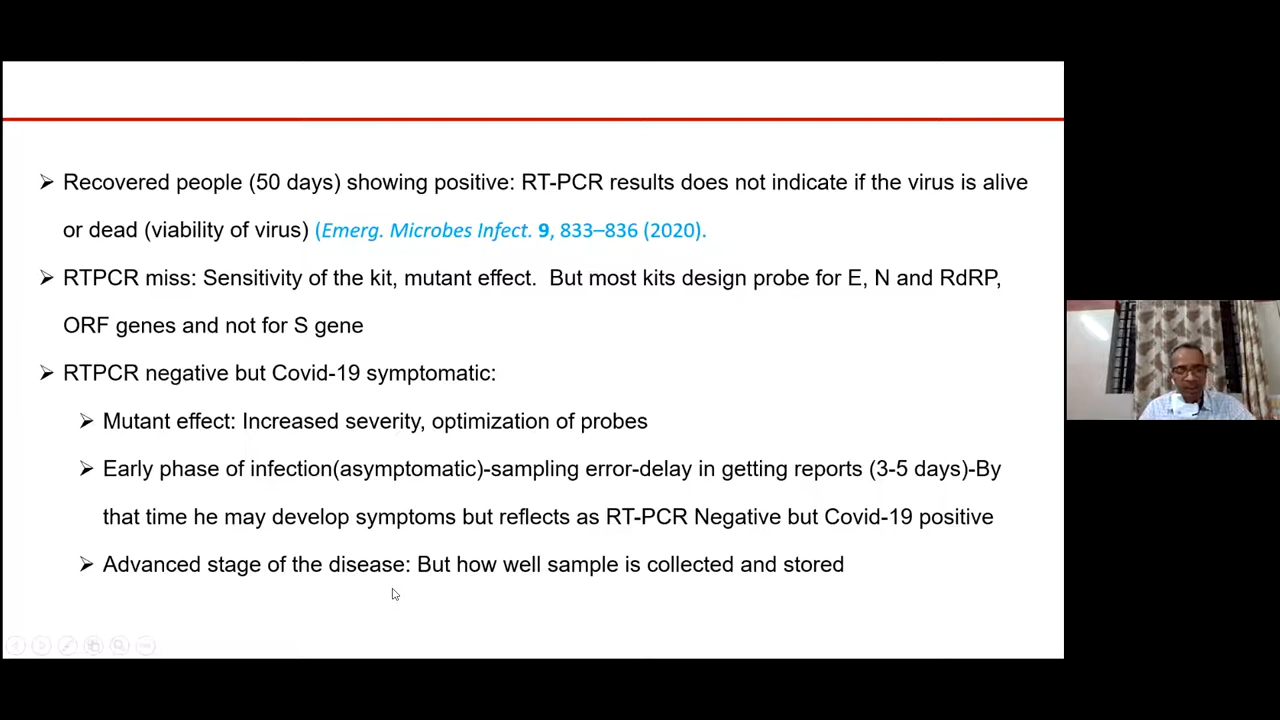 ➢ Recovered people (50 days) showing positive: RT-PCR results does not indicate if the virus is alive
or dead (viability of virus) (Emerg. Microbes Infect. 9, 833–836 (2020).
➢ RTPCR miss: Sensitivity of the kit, mutant effect.  But most kits design probe for E, N and RdRP,
ORF genes and not for S gene
➢ RTPCR negative but Covid-19 symptomatic:
➢ Mutant effect: Increased severity, optimization of probes
➢ Early phase of infection(asymptomatic)-sampling error-delay in getting reports (3-5 days)-By
that time he may develop symptoms but reflects as RT-PCR Negative but Covid-19 positive
➢ Advanced stage of the disease: But how well sample is collected and stored